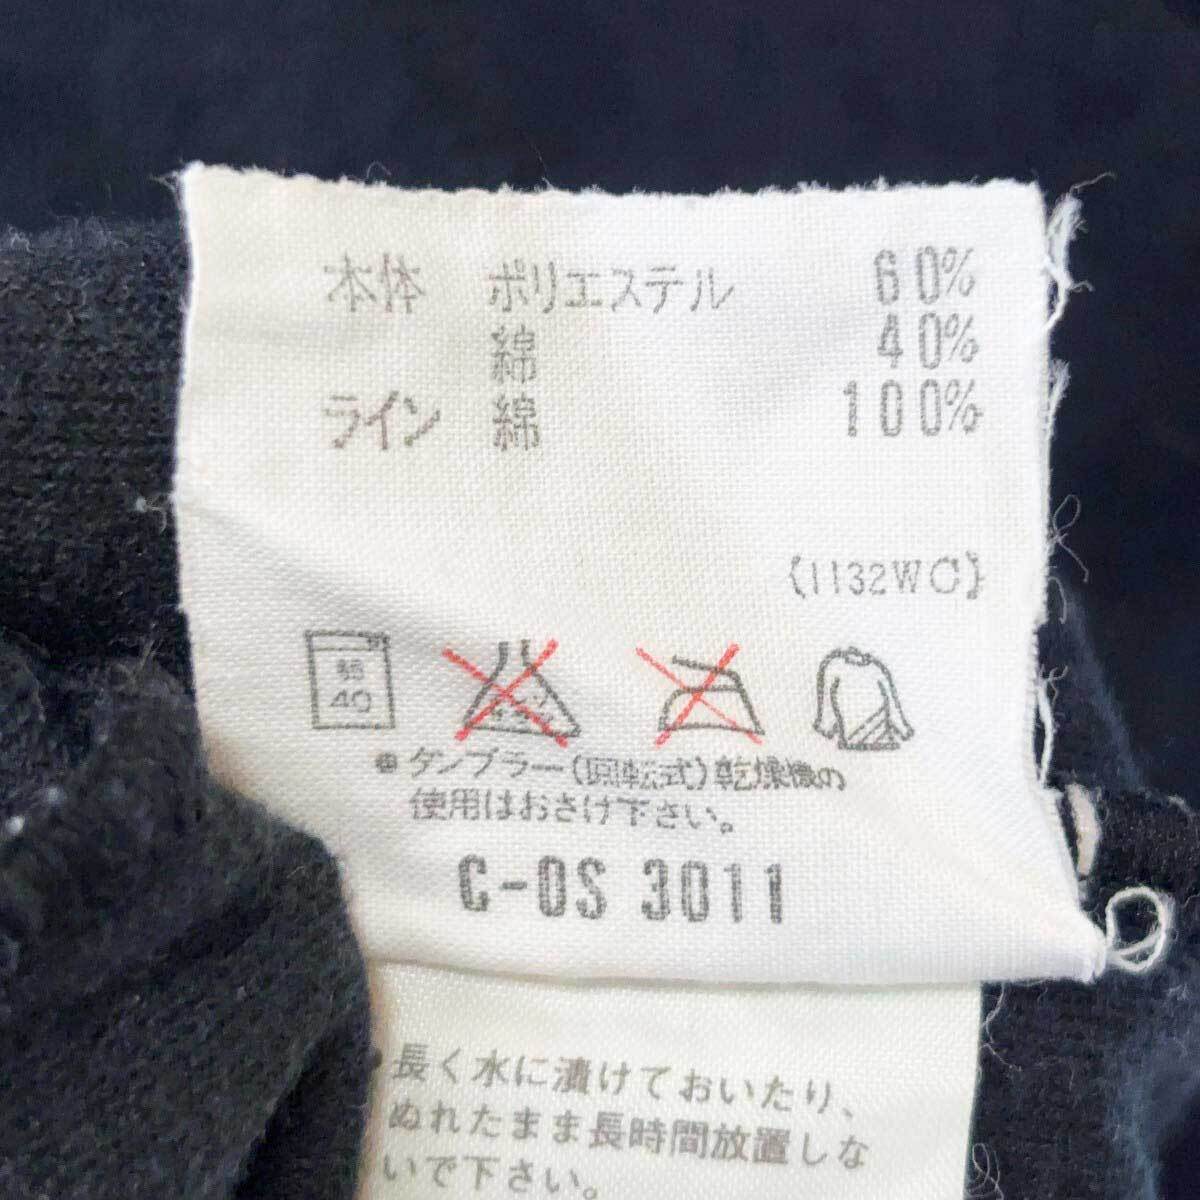 本体 ポリエステル 60%
綿 40%
ライン 綿 100%
(1132WC)
弱
40
⊕タンブラー(回転式)乾燥機の
使用はおさけ下さい。
C-OS 3011
長く水に漬けておいたり、
ぬれたまま長時間放置しな
いで下さい。